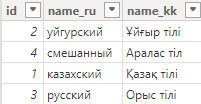 id name_ru name_kk
2 уйгурский Ұйғыр тілі
4 смешанный Аралас тіл
1 казахский Қазақ тілі
3 русский Орыс тілі